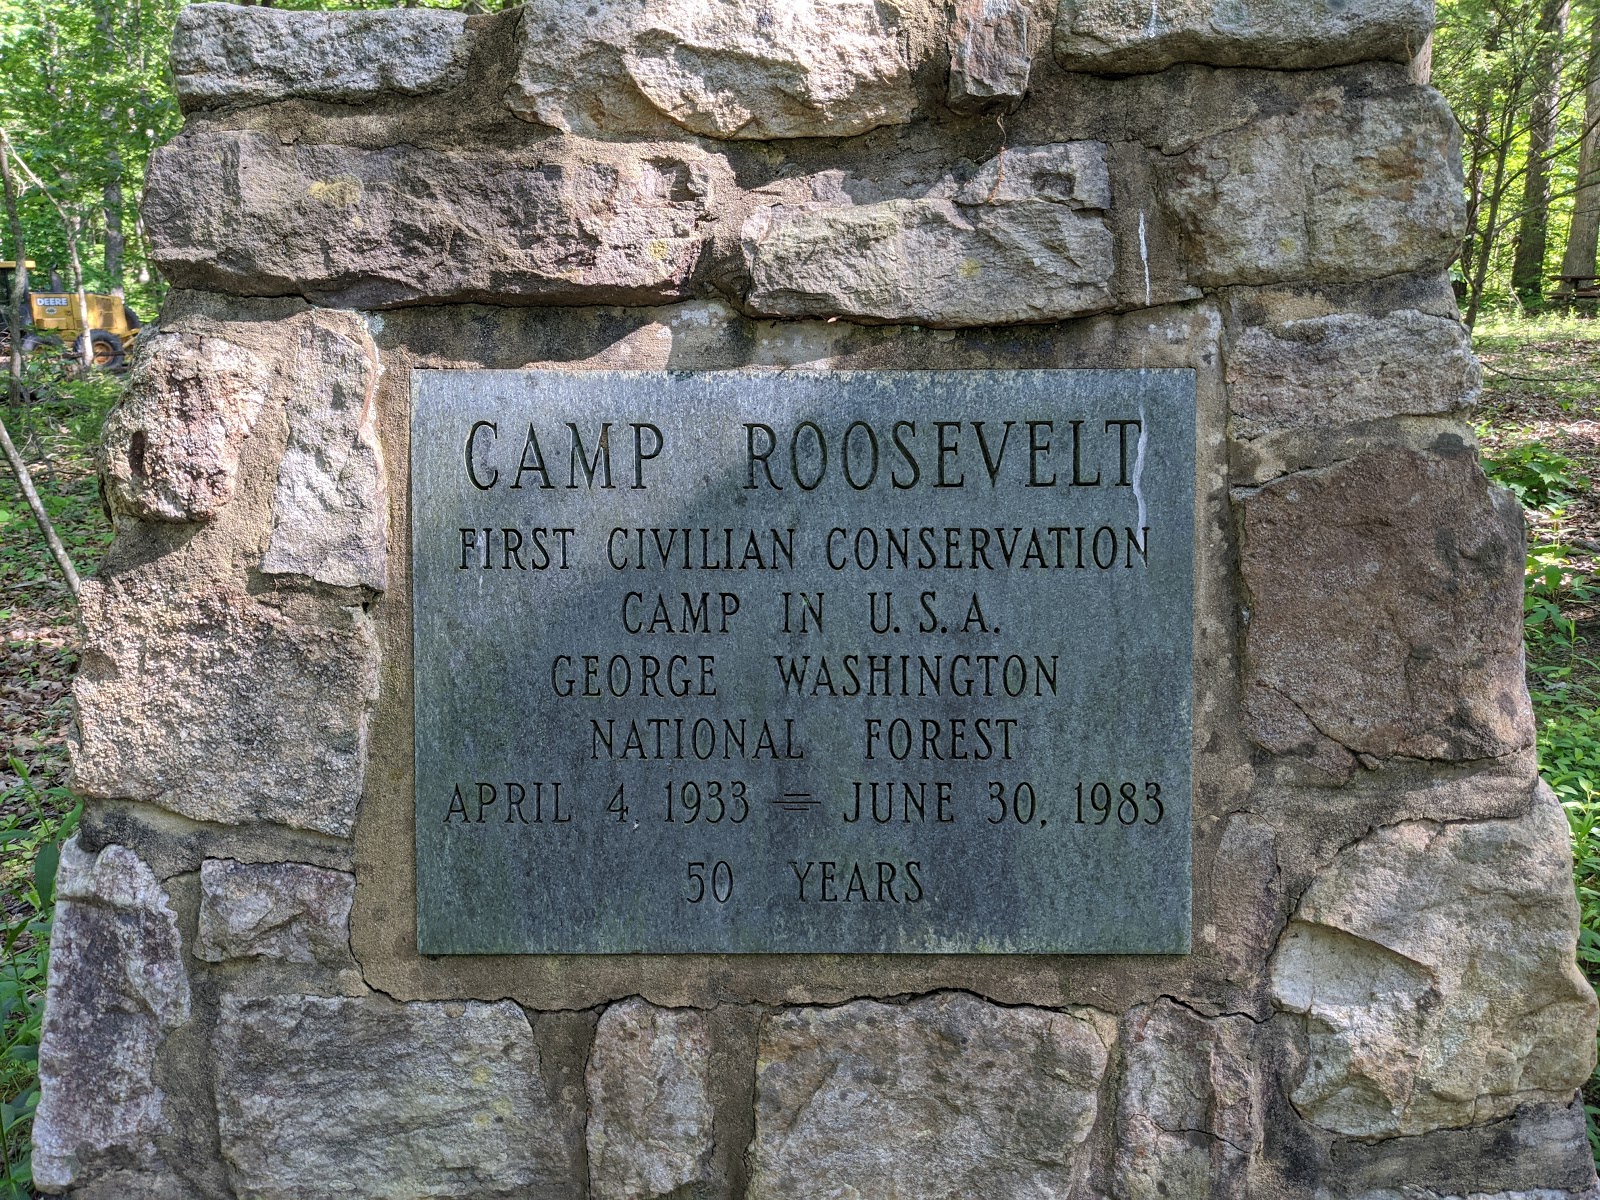 DEERE
CAMP ROOSEVELT
FIRST CIVILIAN CONSERVATION
CAMP IN U.S.A.
GEORGE WASHINGTON
NATIONAL FOREST
APRIL 4, 1933 = JUNE 30, 1983
50 YEARS